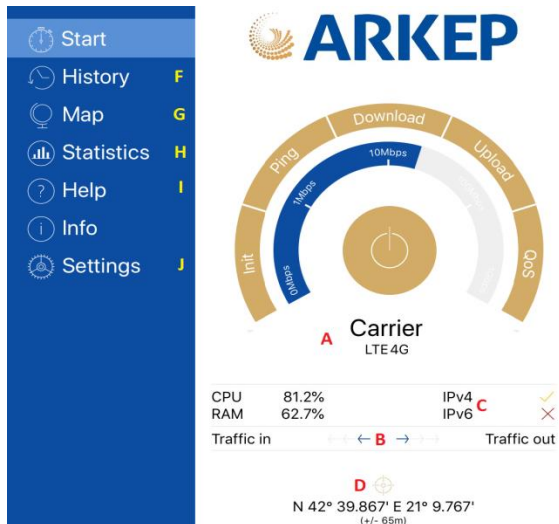 Start
History F
Map G
Statistics H
Help I
Info
Settings J
ARKEP
Init
Ping
Download
Upload
QoS
0Mbps
1Mbps
10Mbps
A Carrier
LTE 4G
CPU 81.2% IPv4
RAM 62.7% IPv6 C
Traffic in B Traffic out
D
N 42° 39.867' E 21° 9.767'
(+/- 65m)